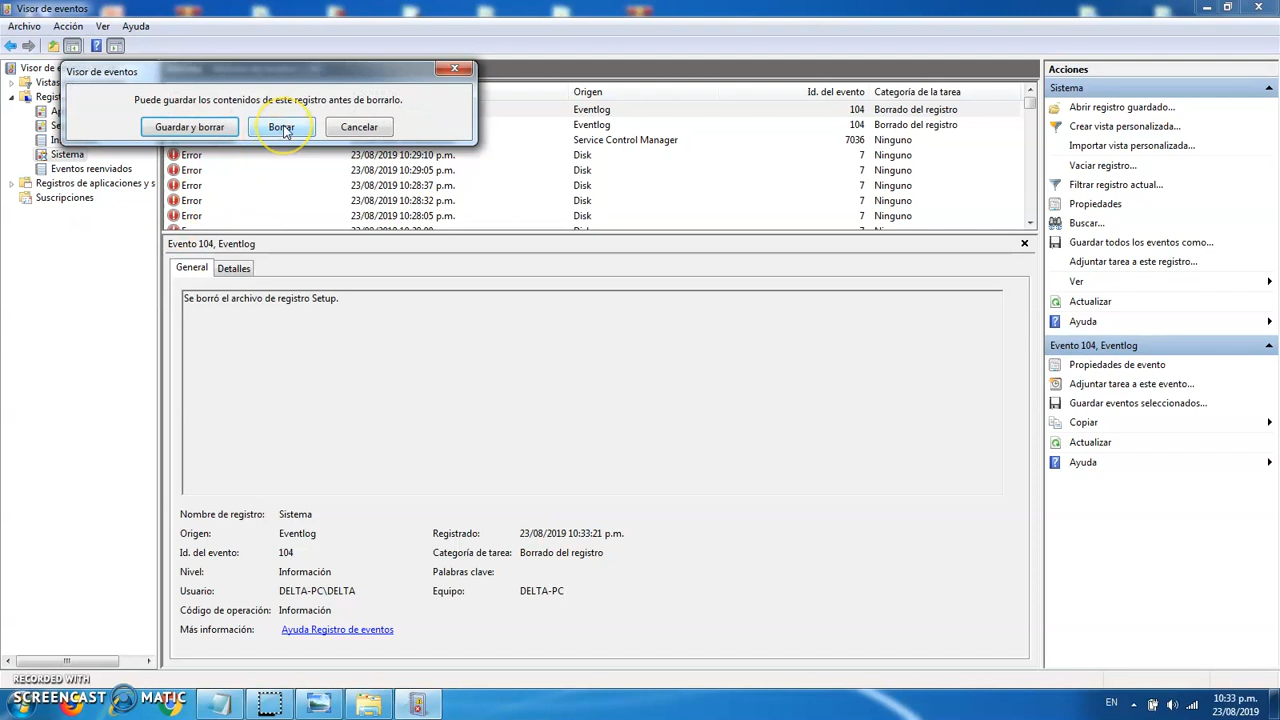 Visor de eventos
Archivo Acción Ver Ayuda
Visor de e
Vistas
Regist
Ap
Se
In
Sistema
Eventos reenviados
Registros de aplicaciones y s
Suscripciones
Visor de eventos
Puede guardar los contenidos de este registro antes de borrarlo.
Guardar y borrar Borrar Cancelar
Origen Id. del evento Categoría de la tarea
Eventlog 104 Borrado del registro
Eventlog 104 Borrado del registro
Service Control Manager 7036 Ninguno
Error 23/08/2019 10:29:10 p.m. Disk 7 Ninguno
Error 23/08/2019 10:29:05 p.m. Disk 7 Ninguno
Error 23/08/2019 10:28:37 p.m. Disk 7 Ninguno
Error 23/08/2019 10:28:32 p.m. Disk 7 Ninguno
Error 23/08/2019 10:28:05 p.m. Disk 7 Ninguno
Evento 104, Eventlog
General Detalles
Se borró el archivo de registro Setup.
Nombre de registro: Sistema
Origen: Eventlog Registrado: 23/08/2019 10:33:21 p.m.
Id. del evento: 104 Categoría de tarea: Borrado del registro
Nivel: Información Palabras clave:
Usuario: DELTA-PC\DELTA Equipo: DELTA-PC
Código de operación: Información
Más información: Ayuda Registro de eventos
Acciones
Sistema
Abrir registro guardado...
Crear vista personalizada...
Importar vista personalizada...
Vaciar registro...
Filtrar registro actual...
Propiedades
Buscar...
Guardar todos los eventos como...
Adjuntar tarea a este registro...
Ver
Actualizar
Ayuda
Evento 104, Eventlog
Propiedades de evento
Adjuntar tarea a este evento...
Guardar eventos seleccionados...
Copiar
Actualizar
Ayuda
RECORDED WITH
SCREENCAST MATIC
EN
10:33 p.m.
23/08/2019